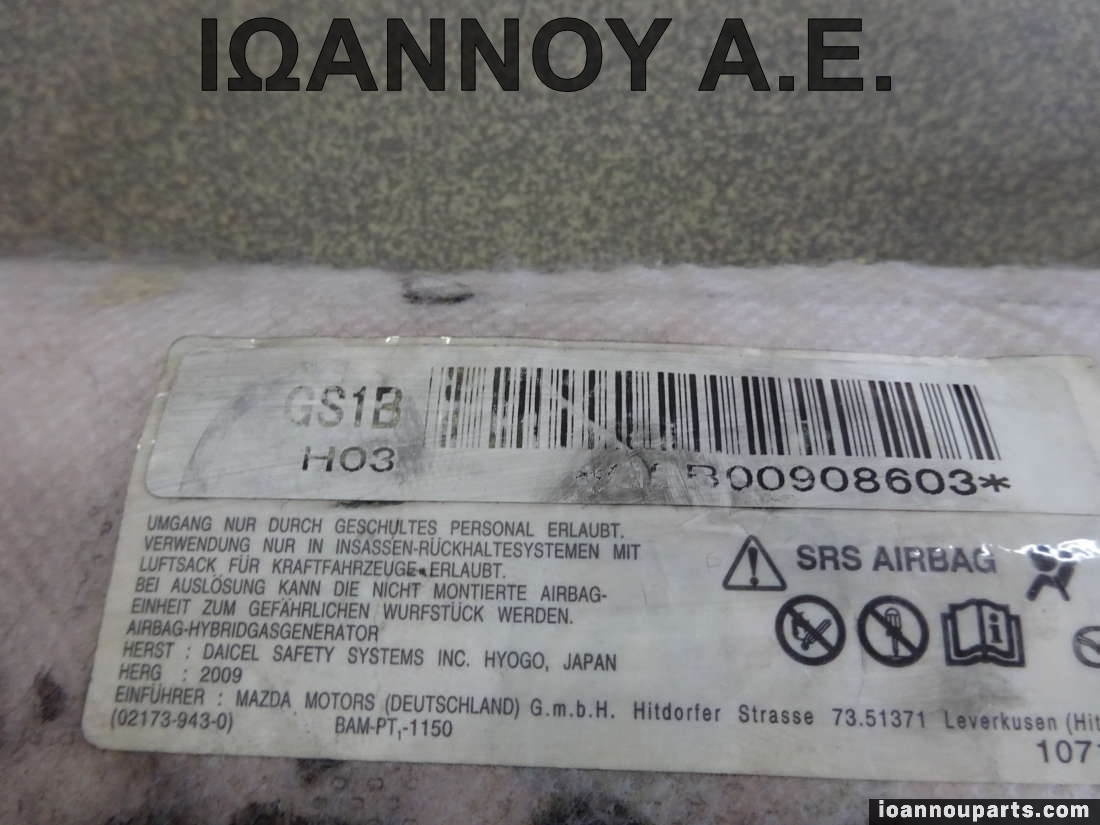 ΙΩΑΝΝΟΥ Α.Ε.
GS1B
H03
B00908603*
UMGANG NUR DURCH GESCHULTES PERSONAL ERLAUBT.
VERWENDUNG NUR IN INSASSEN-RÜCKHALTESYSTEMEN MIT
LUFTSACK FÜR KRAFTFAHRZEUGE ERLAUBT.
BEI AUSLÖSUNG KANN DIE NICHT MONTIERTE AIRBAG-
EINHEIT ZUM GEFÄHRLICHEN WURFSTÜCK WERDEN.
AIRBAG-HYBRIDGASGENERATOR
HERST : DAICEL SAFETY SYSTEMS INC. HYOGO, JAPAN
HERG : 2009
EINFÜHRER : MAZDA MOTORS (DEUTSCHLAND) G.m.b.H. Hitdorfer Strasse 73.51371 Leverkusen (Hit
(02173-943-0) BAM-PT₁-1150
SRS AIRBAG
1071
ioannouparts.com